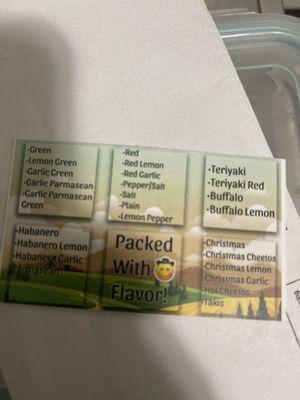 -Green
-Lemon Green
-Garlic Green
-Garlic Parmasean
-Garlic Parmasean
Green
-Red
-Red Lemon
-Red Garlic
-Pepper/Salt
-Salt
-Plain
-Lemon Pepper
-Teriyaki
-Teriyaki Red
-Buffalo
-Buffalo Lemon
-Habanero
-Habanero Lemon
-Habanero Garlic
Parmasean
Packed
With
Flavor!
-Christmas
-Christmas Cheetos
-Christmas Lemon
-Christmas Garlic
-Hot Cheetos
-Takis